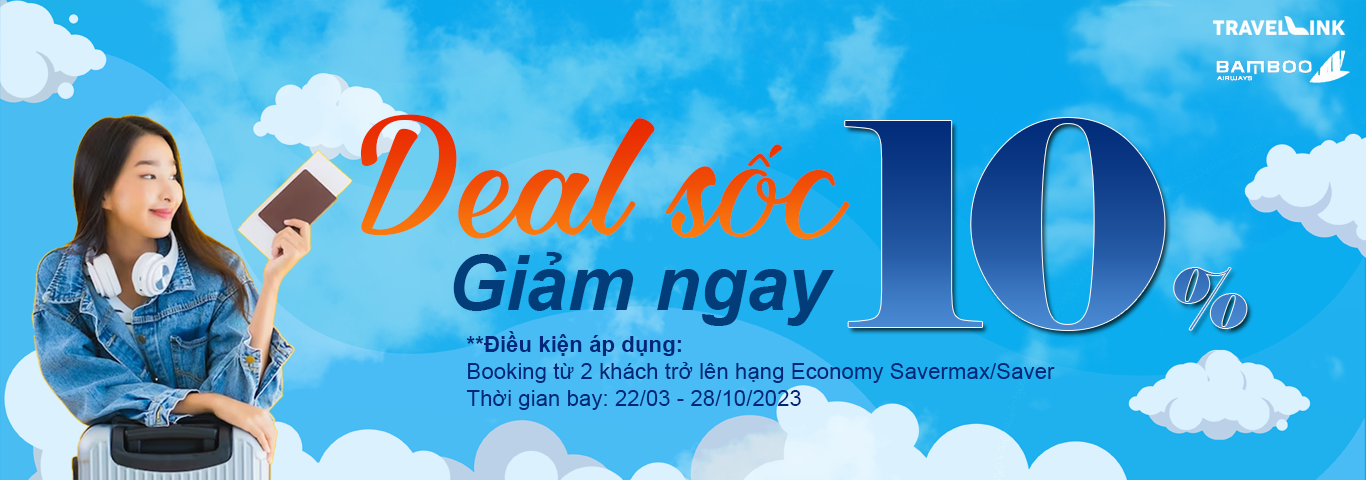 TRAVELLINK
BAMBOO
AIRWAYS
Deal sốc
Giảm ngay
10%
**Điều kiện áp dụng:
Booking từ 2 khách trở lên hạng Economy Savermax/Saver
Thời gian bay: 22/03 - 28/10/2023